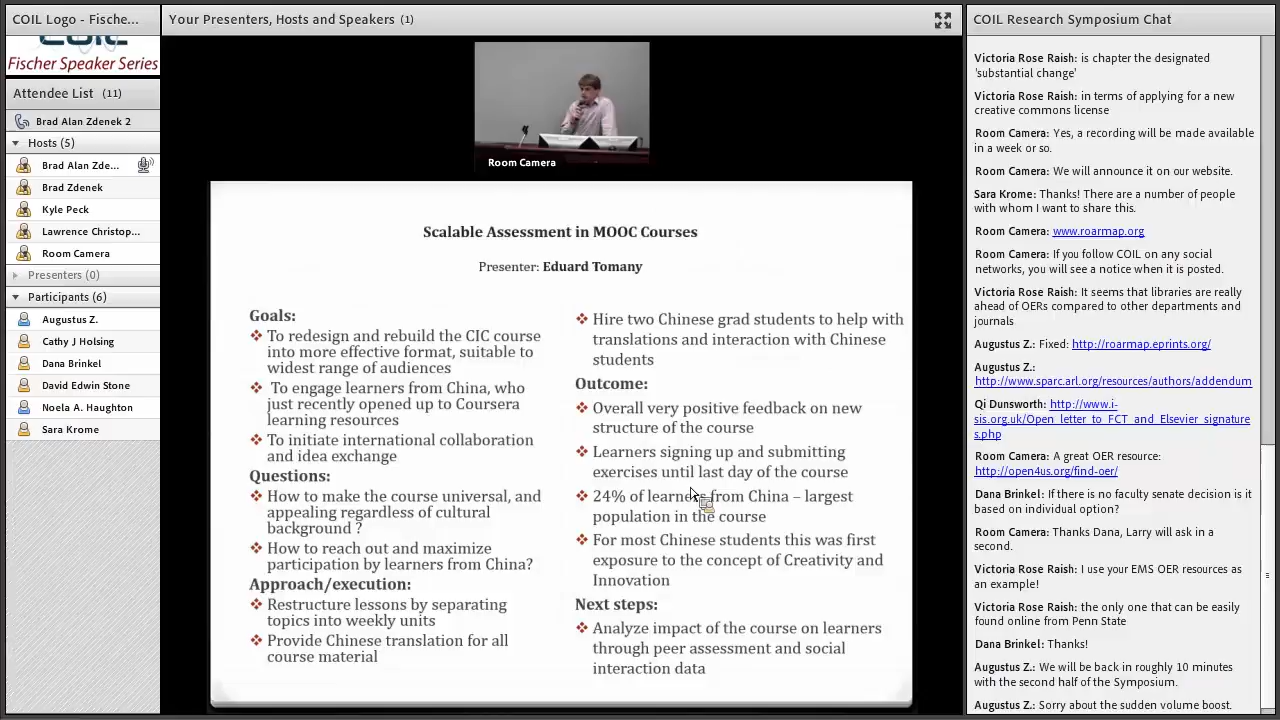 COIL Logo - Fische...
Fischer Speaker Series
Attendee List (11)
Brad Alan Zdenek 2
Hosts (5)
Brad Alan Zde...
Brad Zdenek
Kyle Peck
Lawrence Christop...
Room Camera
Presenters (0)
Participants (6)
Augustus Z.
Cathy J Holsing
Dana Brinkel
David Edwin Stone
Noela A. Haughton
Sara Krome
Your Presenters, Hosts and Speakers (1)
Room Camera
Scalable Assessment in MOOC Courses
Presenter: Eduard Tomany
Goals:
To redesign and rebuild the CIC course
into more effective format, suitable to
widest range of audiences
To engage learners from China, who
just recently opened up to Coursera
learning resources
To initiate international collaboration
and idea exchange
Questions:
How to make the course universal, and
appealing regardless of cultural
background ?
How to reach out and maximize
participation by learners from China?
Approach/execution:
Restructure lessons by separating
topics into weekly units
Provide Chinese translation for all
course material
Hire two Chinese grad students to help with
translations and interaction with Chinese
students
Outcome:
Overall very positive feedback on new
structure of the course
Learners signing up and submitting
exercises until last day of the course
24% of learners from China – largest
population in the course
For most Chinese students this was first
exposure to the concept of Creativity and
Innovation
Next steps:
Analyze impact of the course on learners
through peer assessment and social
interaction data
COIL Research Symposium Chat
Victoria Rose Raish: is chapter the designated
'substantial change'
Victoria Rose Raish: in terms of applying for a new
creative commons license
Room Camera: Yes, a recording will be made available
in a week or so.
Room Camera: We will announce it on our website.
Sara Krome: Thanks! There are a number of people
with whom I want to share this.
Room Camera: www.roarmap.org
Room Camera: If you follow COIL on any social
networks, you will see a notice when it is posted.
Victoria Rose Raish: It seems that libraries are really
ahead of OERs compared to other departments and
journals
Augustus Z.: Fixed: http://roarmap.eprints.org/
Augustus Z.:
http://www.sparc.arl.org/resources/authors/addendum
Qi Dunsworth: http://www.i-
sis.org.uk/Open_letter_to_FCT_and_Elsevier_signature
s.php
Room Camera: A great OER resource:
http://open4us.org/find-oer/
Dana Brinkel: If there is no faculty senate decision is it
based on individual option?
Room Camera: Thanks Dana, Larry will ask in a
second.
Victoria Rose Raish: I use your EMS OER resources as
an example!
Victoria Rose Raish: the only one that can be easily
found online from Penn State
Dana Brinkel: Thanks!
Augustus Z.: We will be back in roughly 10 minutes
with the second half of the Symposium.
Augustus Z.: Sorry about the sudden volume boost.